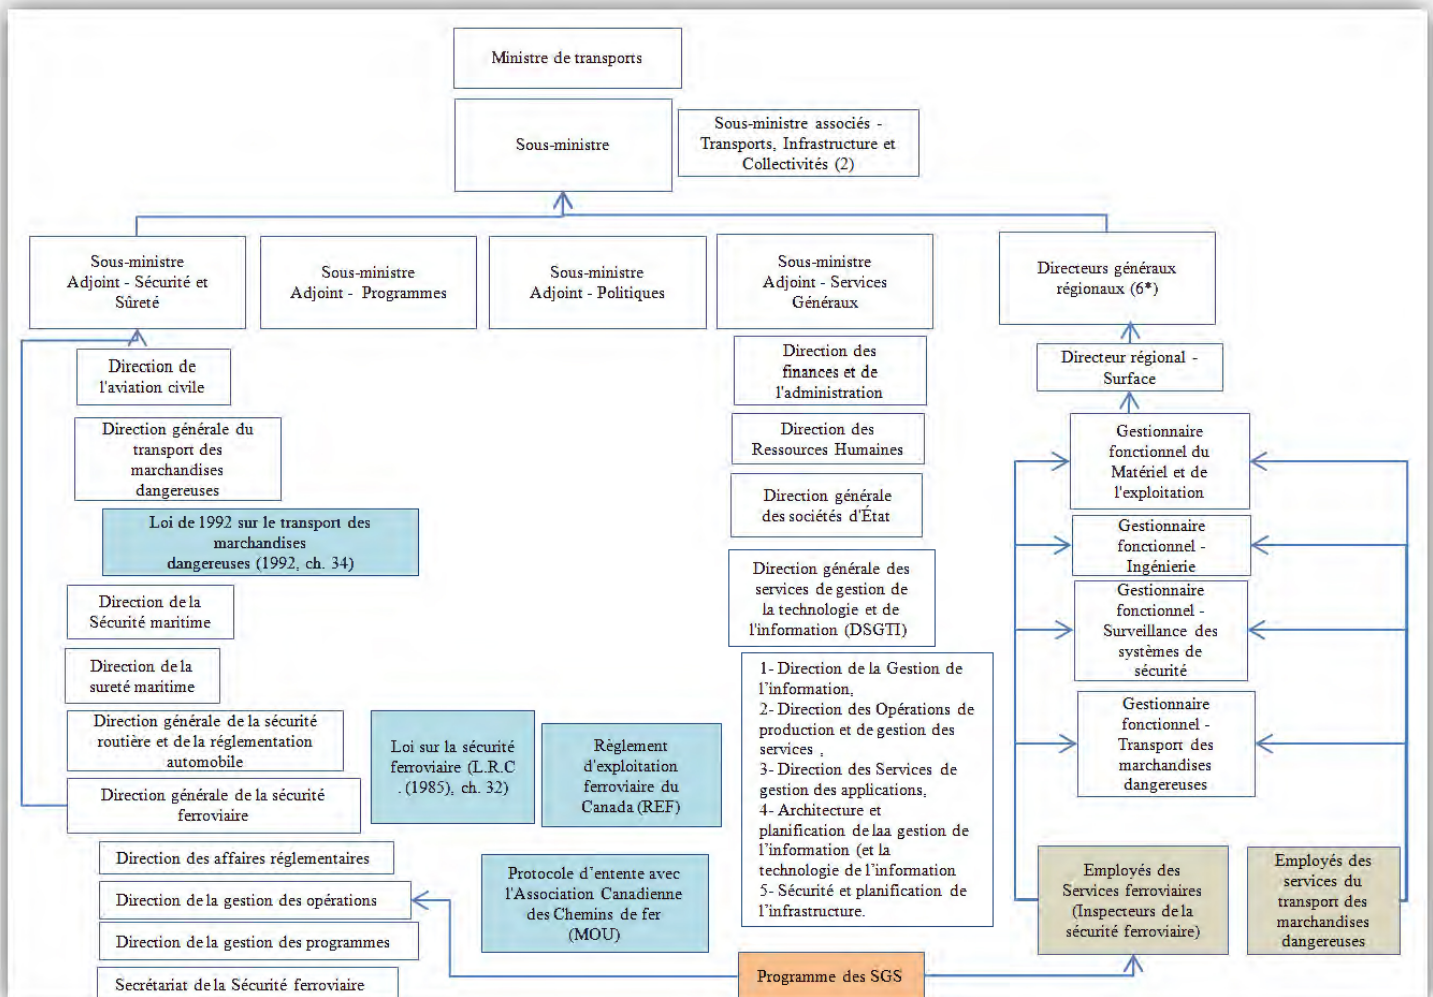 Ministre de transports
Sous-ministre
Sous-ministre associés -
Transports, Infrastructure et
Collectivités (2)
Sous-ministre
Adjoint - Sécurité et
Sûreté
Sous-ministre
Adjoint - Programmes
Sous-ministre
Adjoint - Politiques
Sous-ministre
Adjoint - Services
Généraux
Directeurs généraux
régionaux (6*)
Direction de
l'aviation civile
Direction générale du
transport des
marchandises
dangereuses
Loi de 1992 sur le transport des
marchandises
dangereuses (1992, ch. 34)
Direction de la
Sécurité maritime
Direction de la
sureté maritime
Direction générale de la sécurité
routière et de la réglementation
automobile
Direction générale de la sécurité
ferroviaire
Direction des affaires réglementaires
Direction de la gestion des opérations
Direction de la gestion des programmes
Secrétariat de la Sécurité ferroviaire
Loi sur la sécurité
ferroviaire (L.R.C
. (1985), ch. 32)
Règlement
d'exploitation
ferroviaire du
Canada (REF)
Protocole d'entente avec
l'Association Canadienne
des Chemins de fer
(MOU)
Direction des
finances et de
l'administration
Direction des
Ressources Humaines
Direction générale
des sociétés d'État
Direction générale des
services de gestion de
la technologie et de
l'information (DSGTI)
1- Direction de la Gestion de
l'information,
2- Direction des Opérations de
production et de gestion des
services ,
3- Direction des Services de
gestion des applications,
4- Architecture et
planification de laa gestion de
l'information (et la
technologie de l'information
5- Sécurité et planification de
l'infrastructure.
Programme des SGS
Directeur régional -
Surface
Gestionnaire
fonctionnel du
Matériel et de
l'exploitation
Gestionnaire
fonctionnel -
Ingénierie
Gestionnaire
fonctionnel -
Surveillance des
systèmes de
sécurité
Gestionnaire
fonctionnel -
Transport des
marchandises
dangereuses
Employés des
Services ferroviaires
(Inspecteurs de la
sécurité ferroviaire)
Employés des
services du
transport des
marchandises
dangereuses